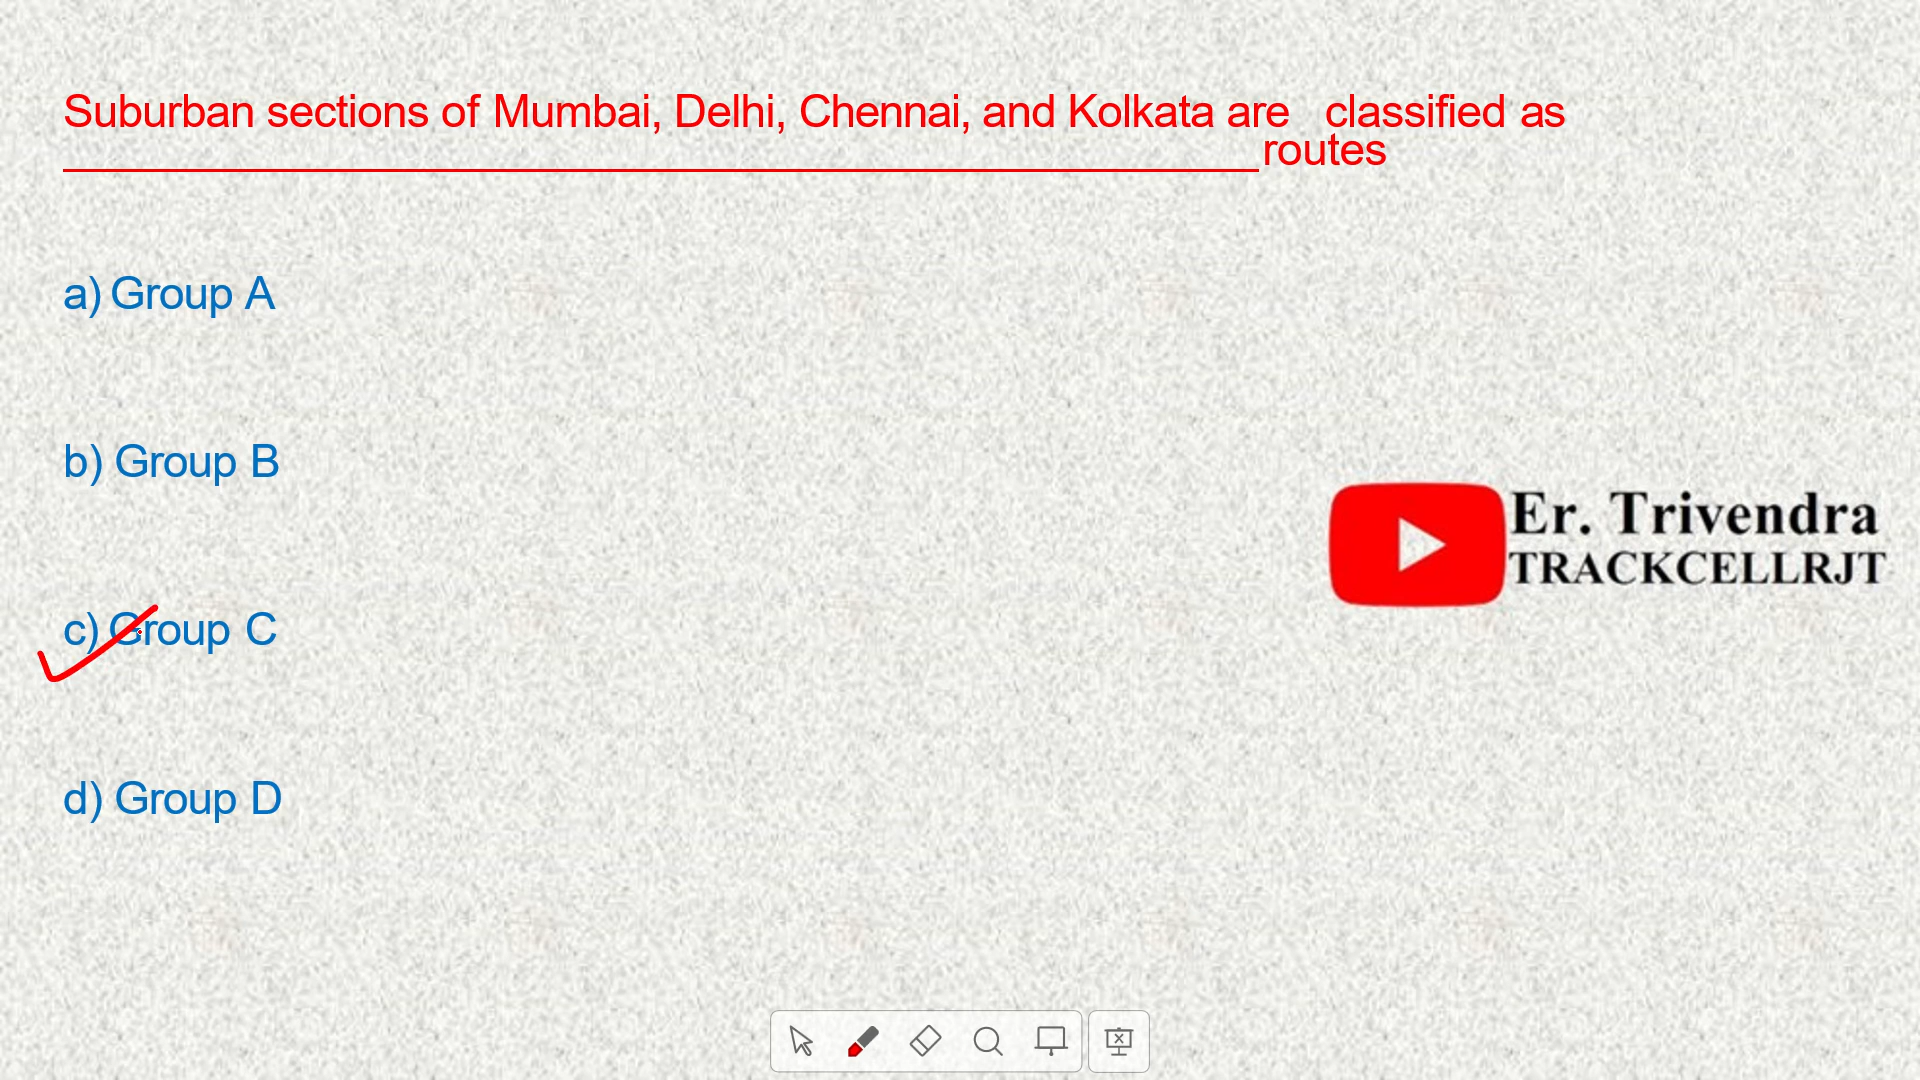 Suburban sections of Mumbai, Delhi, Chennai, and Kolkata are classified as
____________________________________________ routes
a) Group A
b) Group B
Er. Trivendra
TRACKCELLRJT
c) Group C
d) Group D